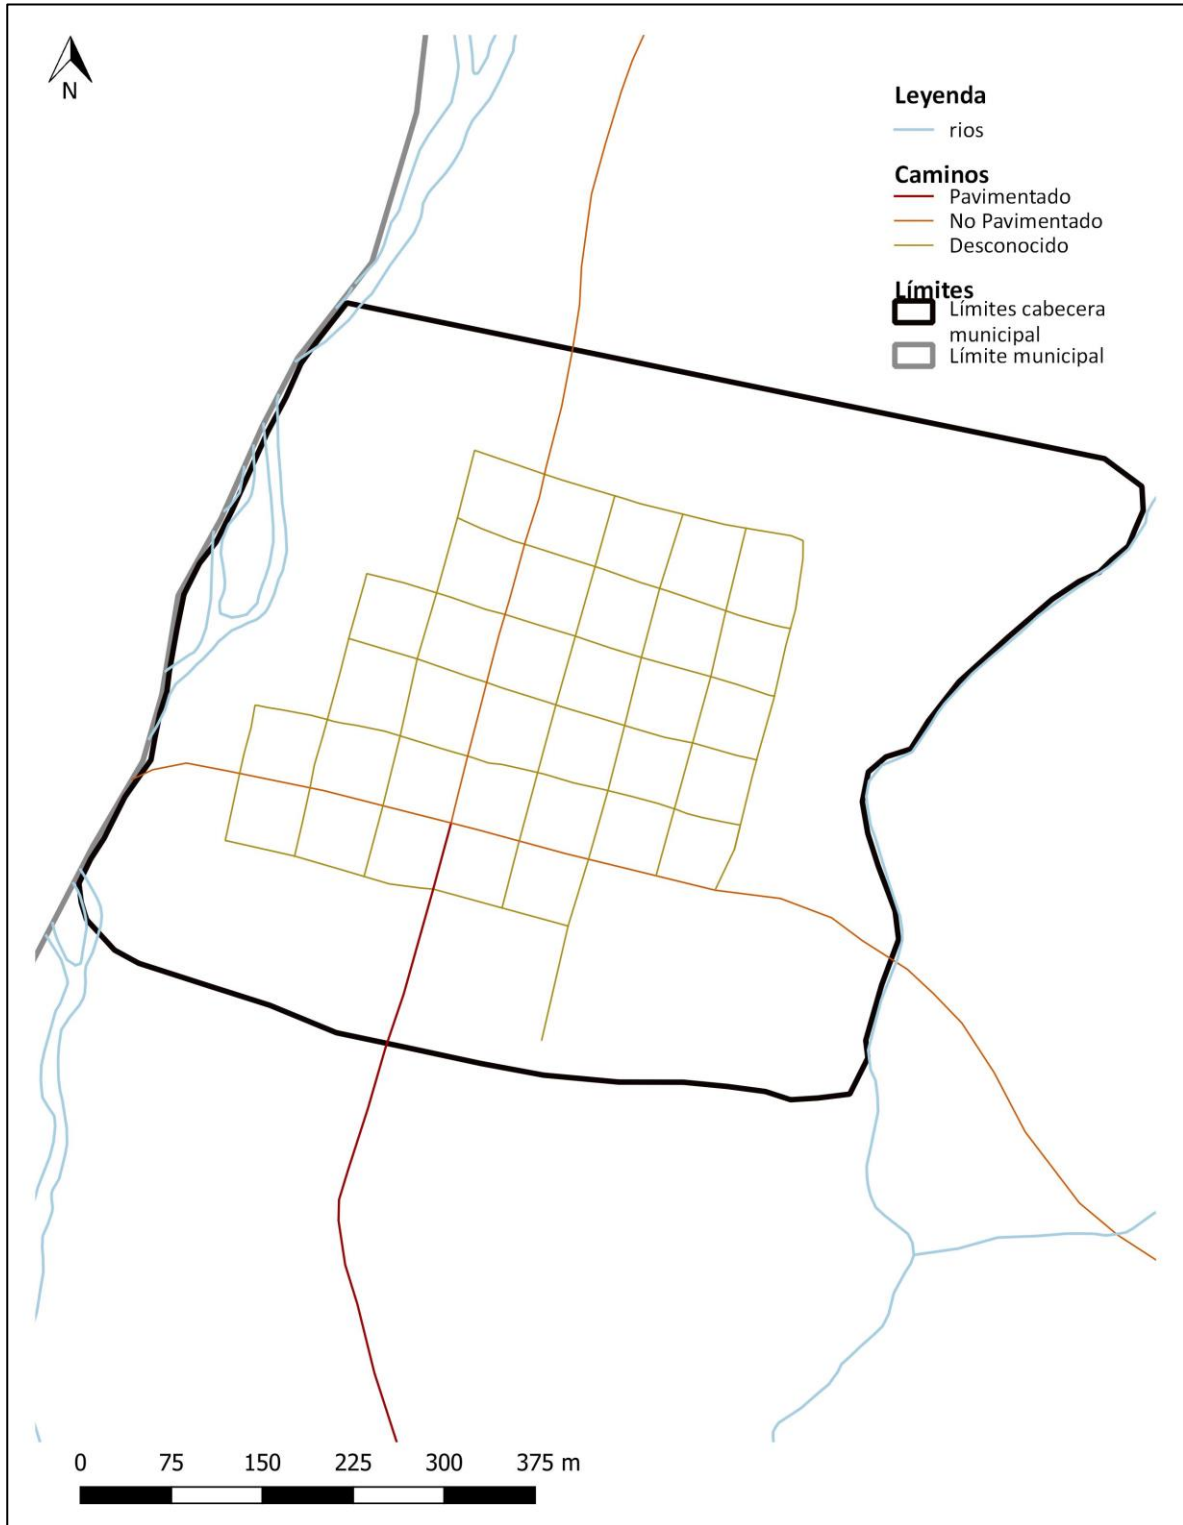 N
Leyenda
rios
Caminos
Pavimentado
No Pavimentado
Desconocido
Límites
Límites cabecera
municipal
Límite municipal
0 75 150 225 300 375 m